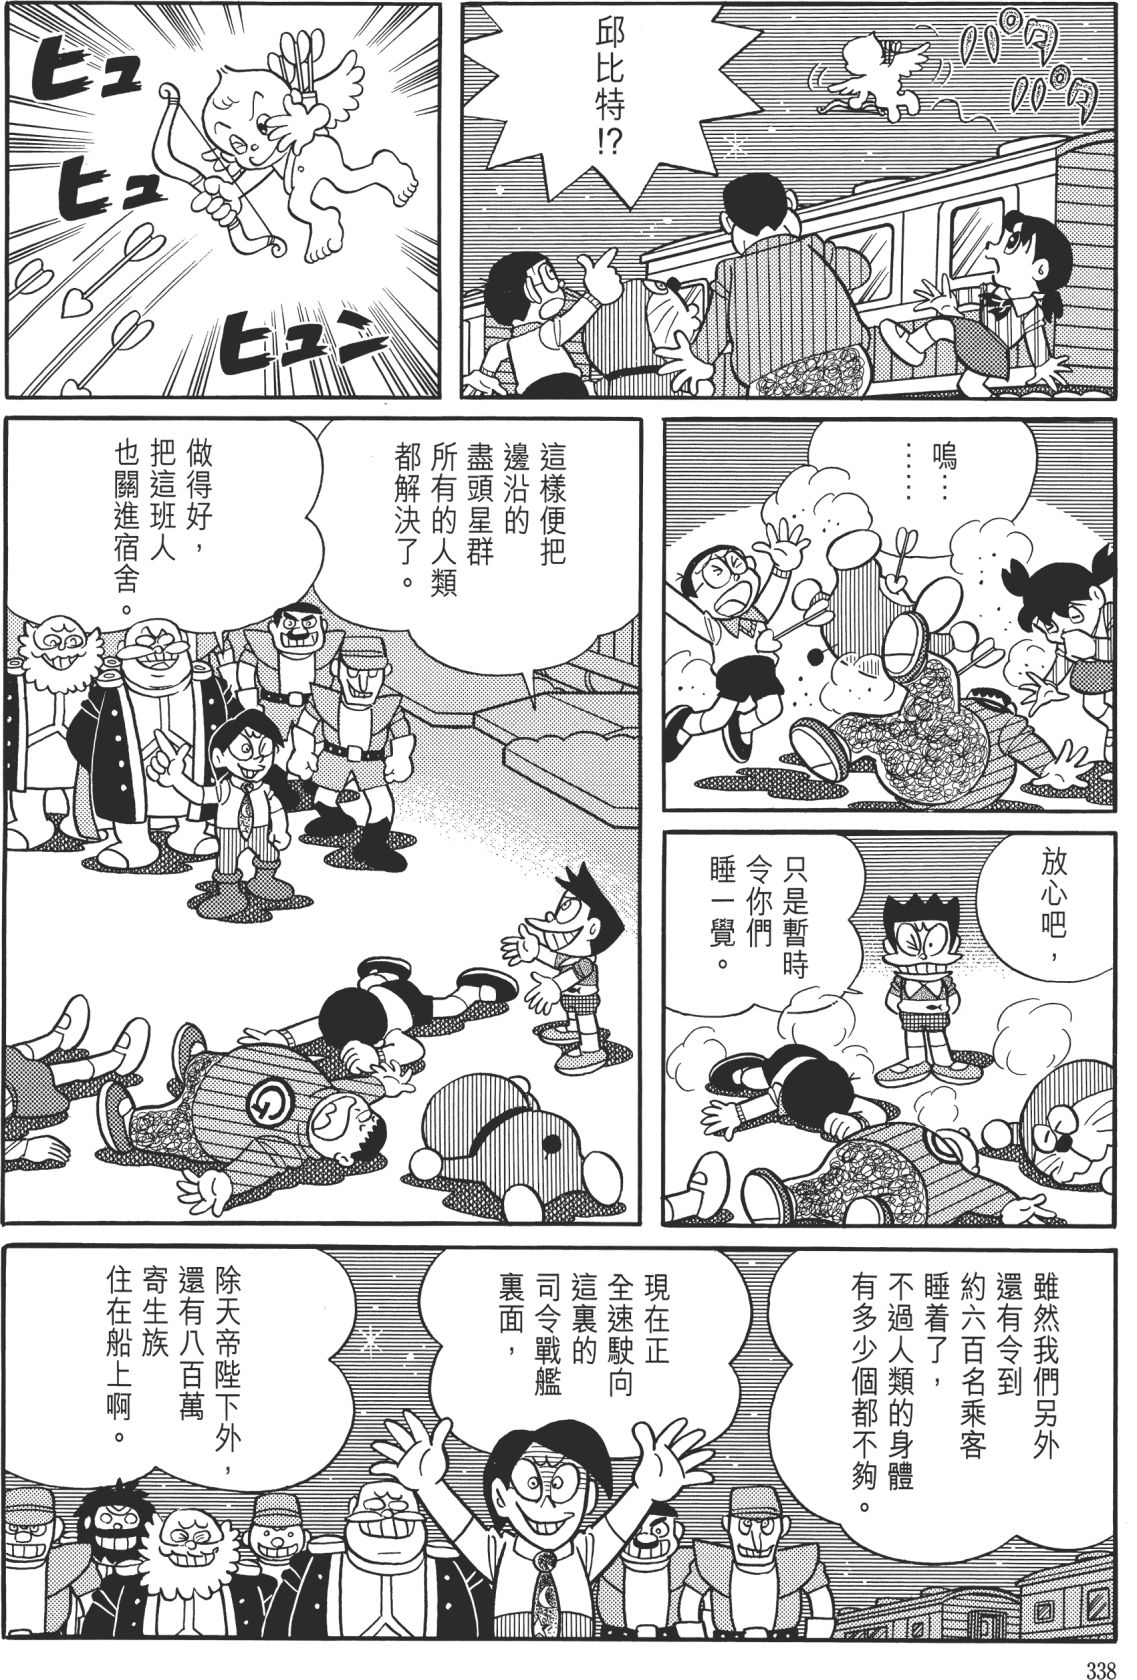 パタ
パタ
邱比特!?
ヒュ
ヒュ
ヒュン
嗚…
……
放心吧，
只是暫時
令你們
睡一覺。
這樣便把
邊沿的
盡頭星群
所有的人類
都解決了。
做得好，
把這班人
也關進宿舍。
雖然我們另外
還有令到
約六百名乘客
睡着了，
不過人類的身體
有多少個都不夠。
現在正
全速駛向
這裏的
司令戰艦
裏面，
除天帝陛下外，
還有八百萬
寄生族
住在船上啊。
338